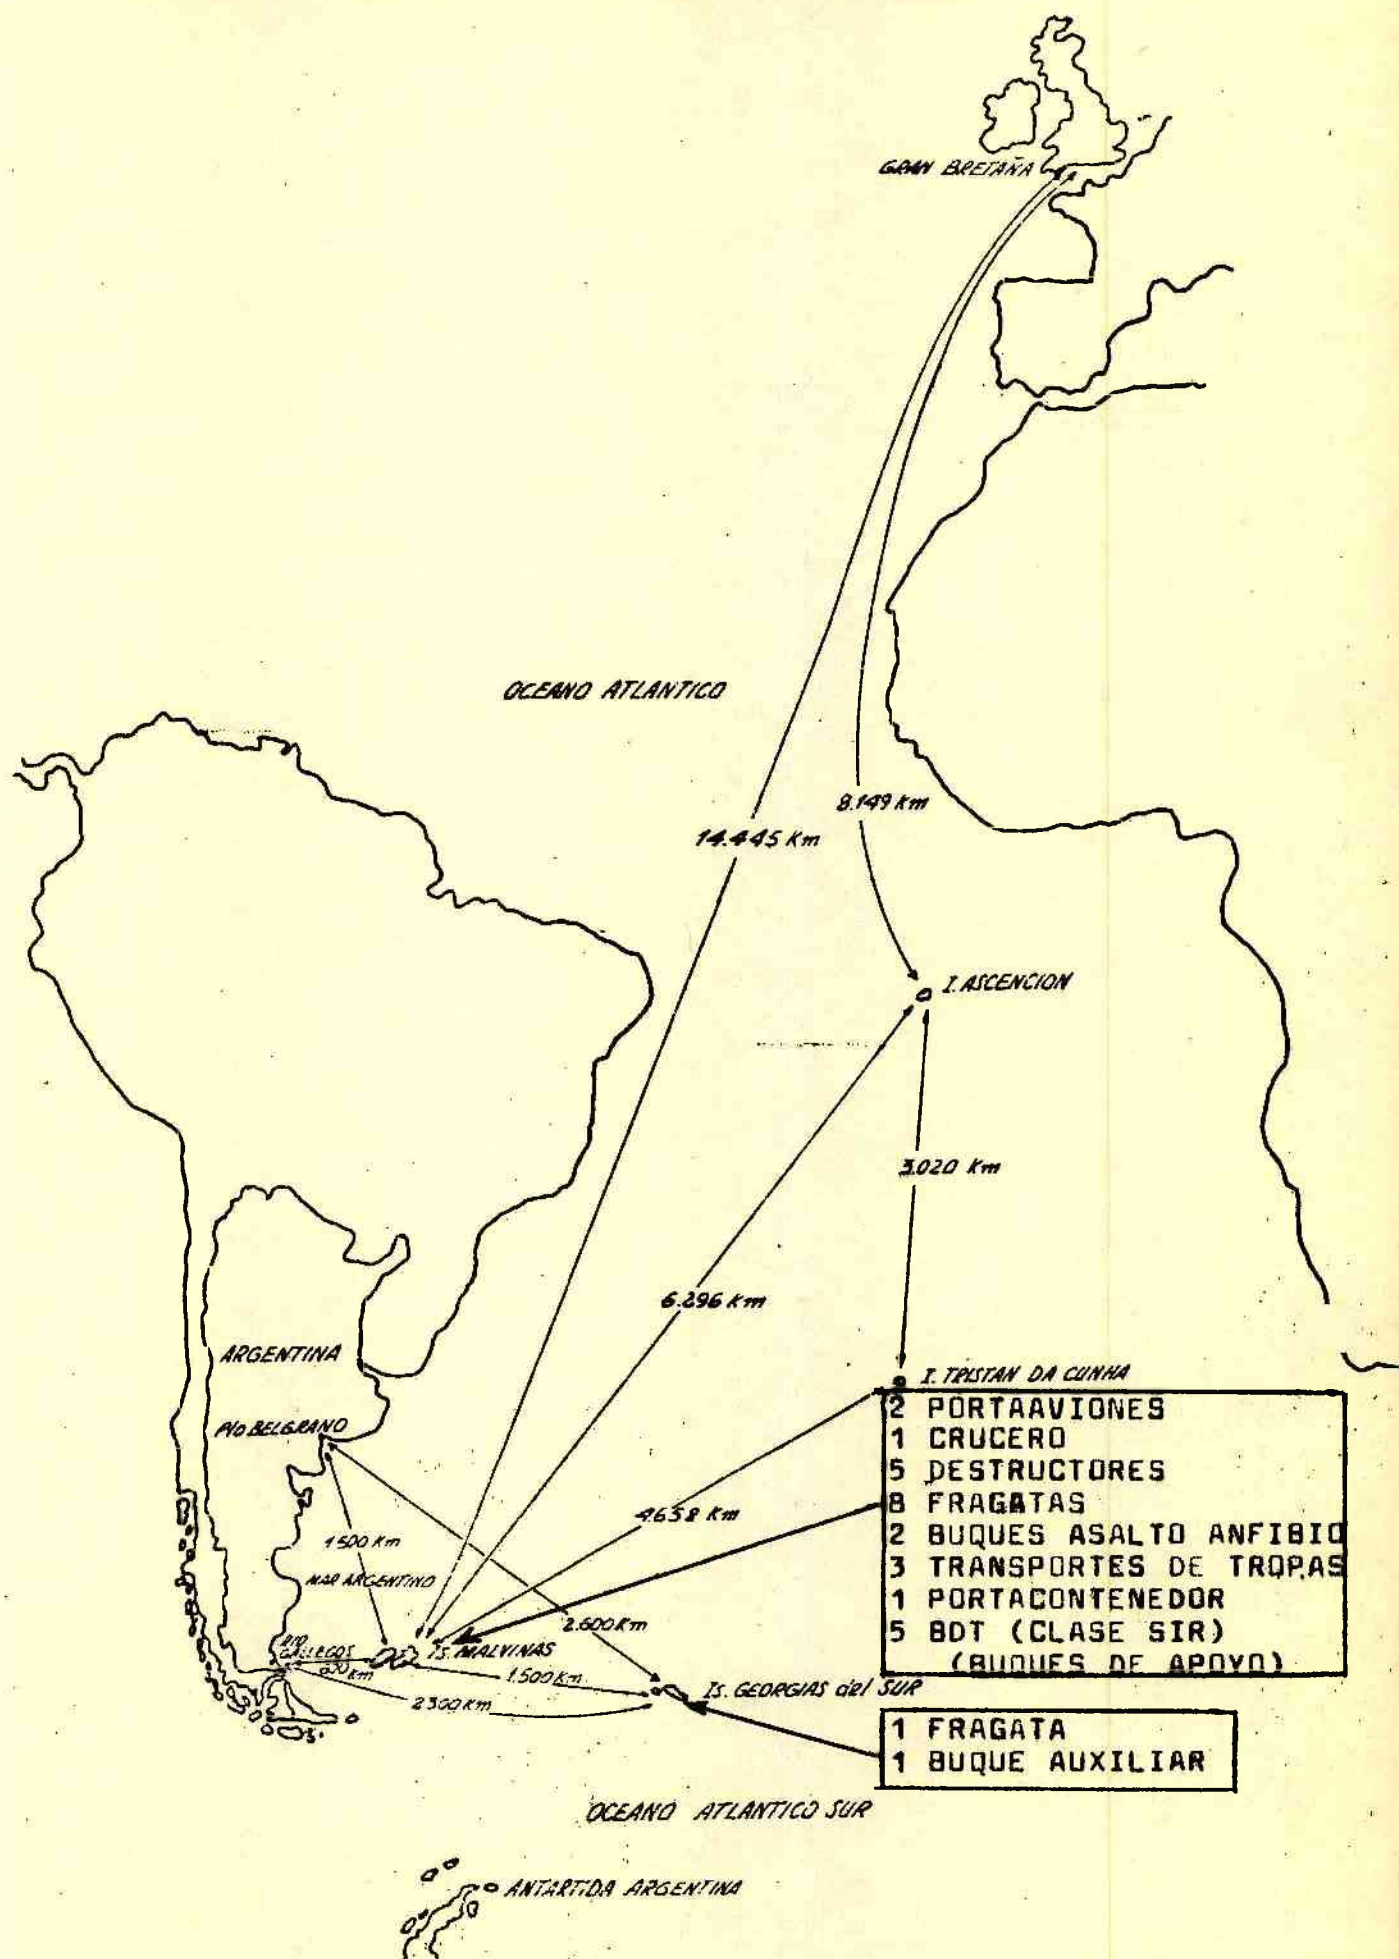 GRAN BRETAÑA
OCEANO ATLANTICO
8.149 Km
14.445 Km
I. ASCENCION
3.020 Km
6.296 Km
ARGENTINA
I. TRISTAN DA CUNHA
2 PORTAAVIONES
1 CRUCERO
5 DESTRUCTORES
8 FRAGATAS
2 BUQUES ASALTO ANFIBIO
3 TRANSPORTES DE TROPAS
1 PORTACONTENEDOR
5 BDT (CLASE SIR)
(BUQUES DE APOYO)
PTO BELGRANO
4.658 Km
1500 Km
MAR ARGENTINO
2.600 Km
RIO
GALLEGOS
Km
Is. MALVINAS
1.500 Km
2300 Km
Is. GEORGIAS del SUR
1 FRAGATA
1 BUQUE AUXILIAR
OCEANO ATLANTICO SUR
ANTARTIDA ARGENTINA